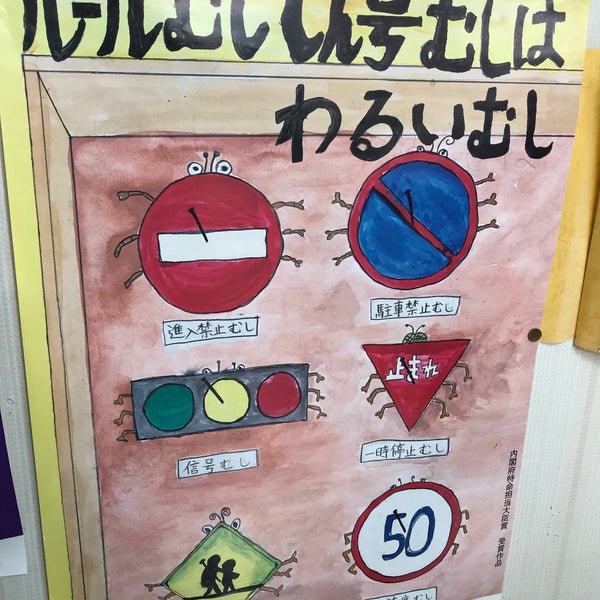 ルールむし しん号むしは
わるいむし
進入禁止むし
駐車禁止むし
止まれ
信号むし
一時停止むし
50
内閣府特命担当大臣賞 受賞作品